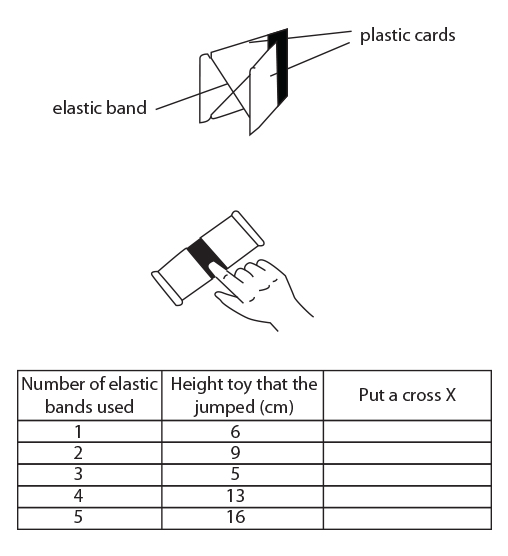 plastic cards
elastic band
Number of elastic
bands used
Height toy that the
jumped (cm)
Put a cross X
1
6
2
9
3
5
4
13
5
16